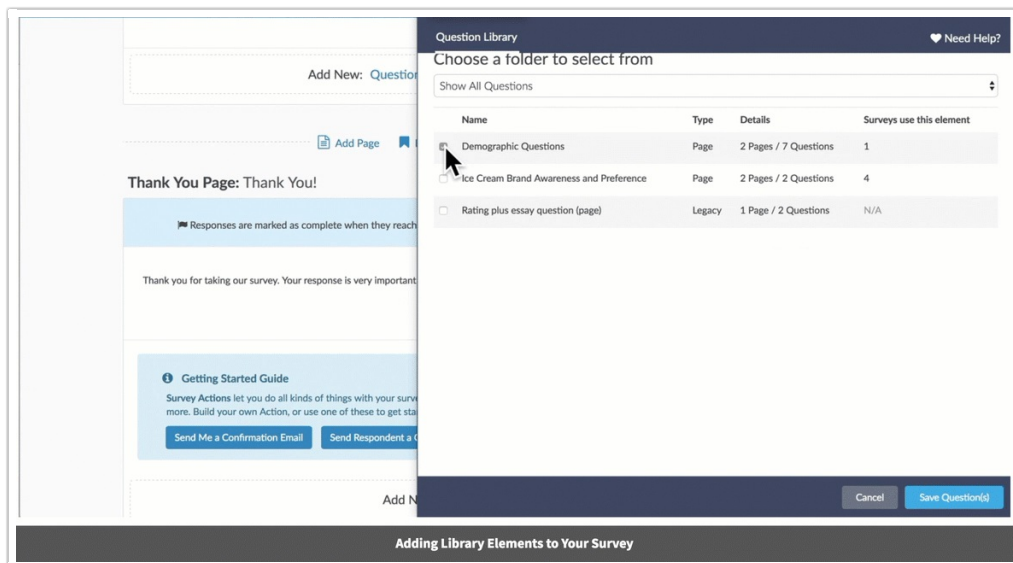 Question Library
Need Help?
Choose a folder to select from
Show All Questions
Name Type Details Surveys use this element
Demographic Questions Page 2 Pages / 7 Questions 1
Ice Cream Brand Awareness and Preference Page 2 Pages / 2 Questions 4
Rating plus essay question (page) Legacy 1 Page / 2 Questions N/A
Cancel Save Question(s)
Add New: Question
Add Page
Thank You Page: Thank You!
Responses are marked as complete when they reach
Thank you for taking our survey. Your response is very important
Getting Started Guide
Survey Actions let you do all kinds of things with your
more. Build your own Action, or use one of these to get
Send Me a Confirmation Email Send Respondent a
Add
Adding Library Elements to Your Survey